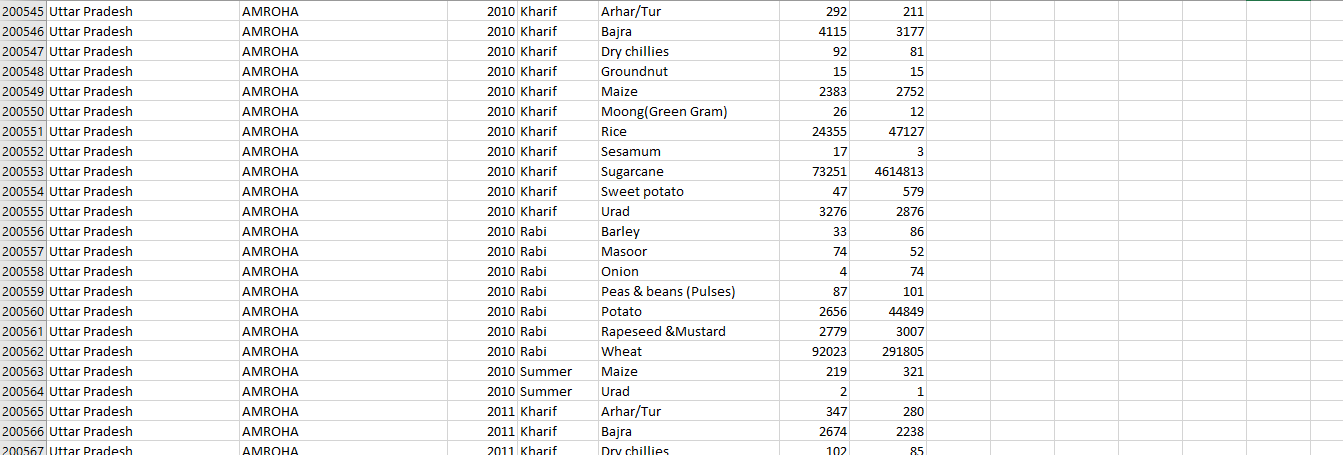 200545 Uttar Pradesh AMROHA 2010 Kharif Arhar/Tur 292 211
200546 Uttar Pradesh AMROHA 2010 Kharif Bajra 4115 3177
200547 Uttar Pradesh AMROHA 2010 Kharif Dry chillies 92 81
200548 Uttar Pradesh AMROHA 2010 Kharif Groundnut 15 15
200549 Uttar Pradesh AMROHA 2010 Kharif Maize 2383 2752
200550 Uttar Pradesh AMROHA 2010 Kharif Moong(Green Gram) 26 12
200551 Uttar Pradesh AMROHA 2010 Kharif Rice 24355 47127
200552 Uttar Pradesh AMROHA 2010 Kharif Sesamum 17 3
200553 Uttar Pradesh AMROHA 2010 Kharif Sugarcane 73251 4614813
200554 Uttar Pradesh AMROHA 2010 Kharif Sweet potato 47 579
200555 Uttar Pradesh AMROHA 2010 Kharif Urad 3276 2876
200556 Uttar Pradesh AMROHA 2010 Rabi Barley 33 86
200557 Uttar Pradesh AMROHA 2010 Rabi Masoor 74 52
200558 Uttar Pradesh AMROHA 2010 Rabi Onion 4 74
200559 Uttar Pradesh AMROHA 2010 Rabi Peas & beans (Pulses) 87 101
200560 Uttar Pradesh AMROHA 2010 Rabi Potato 2656 44849
200561 Uttar Pradesh AMROHA 2010 Rabi Rapeseed &Mustard 2779 3007
200562 Uttar Pradesh AMROHA 2010 Rabi Wheat 92023 291805
200563 Uttar Pradesh AMROHA 2010 Summer Maize 219 321
200564 Uttar Pradesh AMROHA 2010 Summer Urad 2 1
200565 Uttar Pradesh AMROHA 2011 Kharif Arhar/Tur 347 280
200566 Uttar Pradesh AMROHA 2011 Kharif Bajra 2674 2238
200567 Uttar Pradesh AMROHA 2011 Kharif Dry chillies 102 85